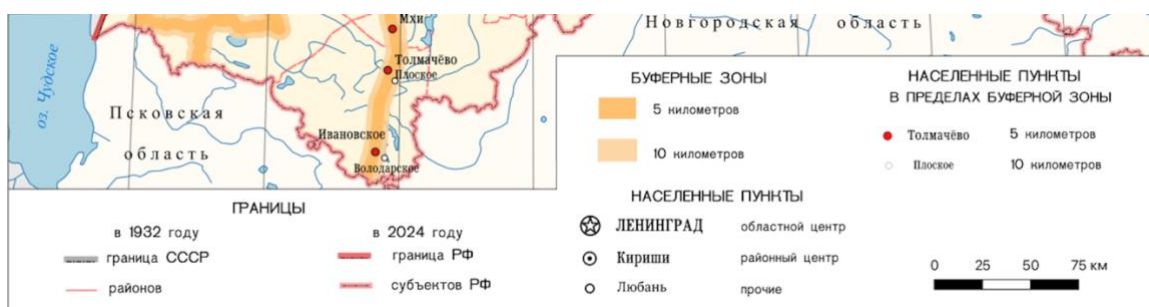 Мхи
Новгородская область
оз. Чудское
Толмачёво
Плоское
Псковская
область
Ивановское
Володарское
БУФЕРНЫЕ ЗОНЫ
5 километров
10 километров
НАСЕЛЕННЫЕ ПУНКТЫ
В ПРЕДЕЛАХ БУФЕРНОЙ ЗОНЫ
Толмачёво 5 километров
Плоское 10 километров
ГРАНИЦЫ
в 1932 году
граница СССР
районов
в 2024 году
граница РФ
субъектов РФ
НАСЕЛЕННЫЕ ПУНКТЫ
ЛЕНИНГРАД областной центр
Кириши районный центр
Любань прочие
0 25 50 75 км